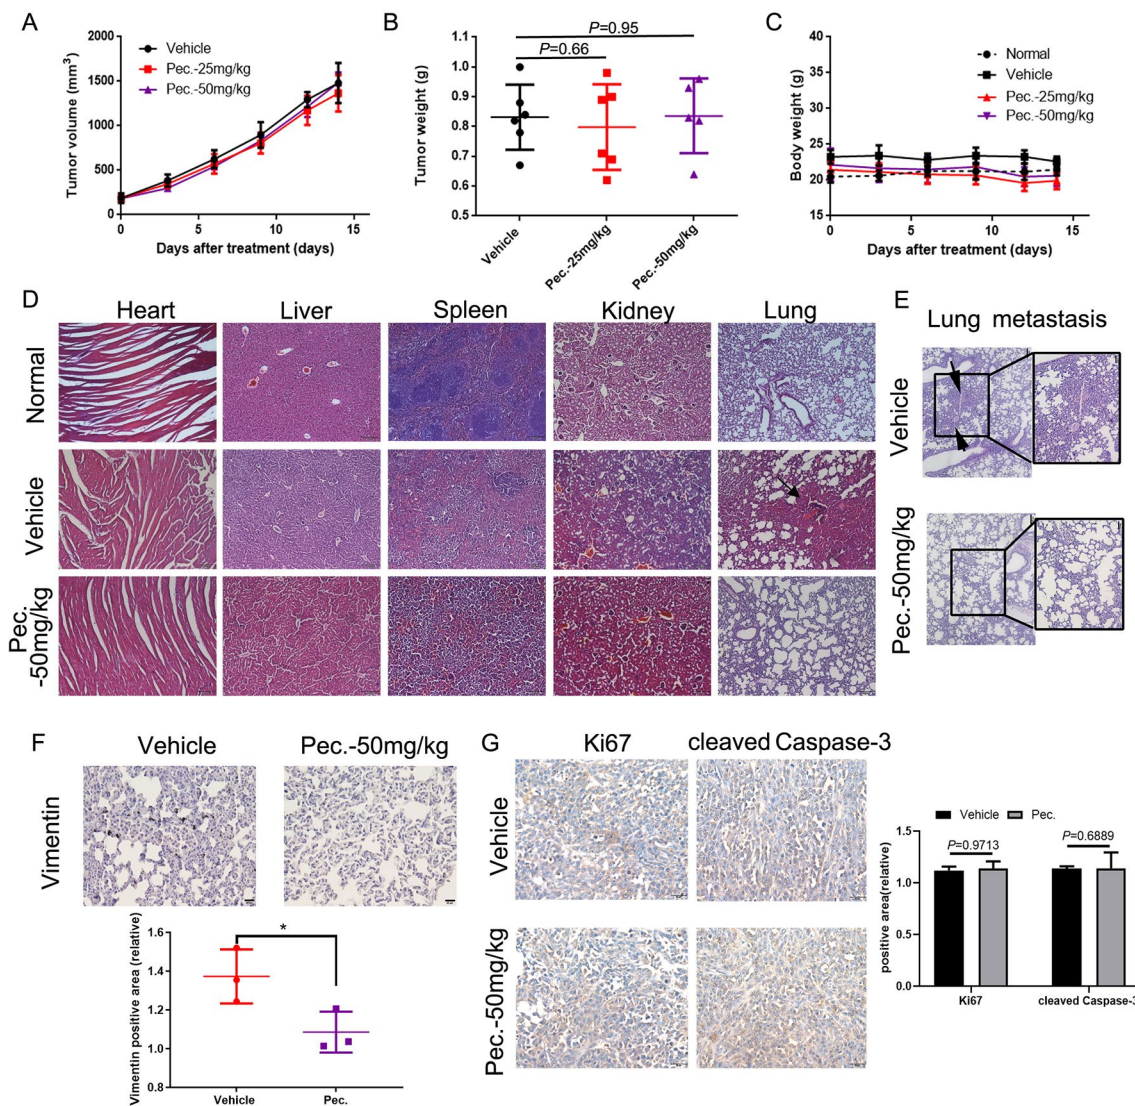 A
Tumor volume (mm³)
2000
1500
1000
500
0
0
5
10
15
Days after treatment (days)
Vehicle
Pec.-25mg/kg
Pec.-50mg/kg
B
P=0.95
P=0.66
Tumor weight (g)
1.1
1.0
0.9
0.8
0.7
0.6
0.5
Vehicle
Pec.-25mg/kg
Pec.-50mg/kg
C
Body weight (g)
40
35
30
25
20
15
0
5
10
15
Days after treatment (days)
Normal
Vehicle
Pec.-25mg/kg
Pec.-50mg/kg
D
Heart
Liver
Spleen
Kidney
Lung
Normal
Vehicle
Pec.
-50mg/kg
E
Lung metastasis
Vehicle
Pec.-50mg/kg
F
Vehicle
Pec.-50mg/kg
Vimentin
Vimentin positive area (relative)
1.6
1.4
1.2
1.0
0.8
*
Vehicle
Pec.
G
Ki67
cleaved Caspase-3
Vehicle
Pec.-50mg/kg
Vehicle
Pec.
positive area(relative)
1.5
1.0
0.5
0.0
P=0.9713
P=0.6889
Ki67
cleaved Caspase-3